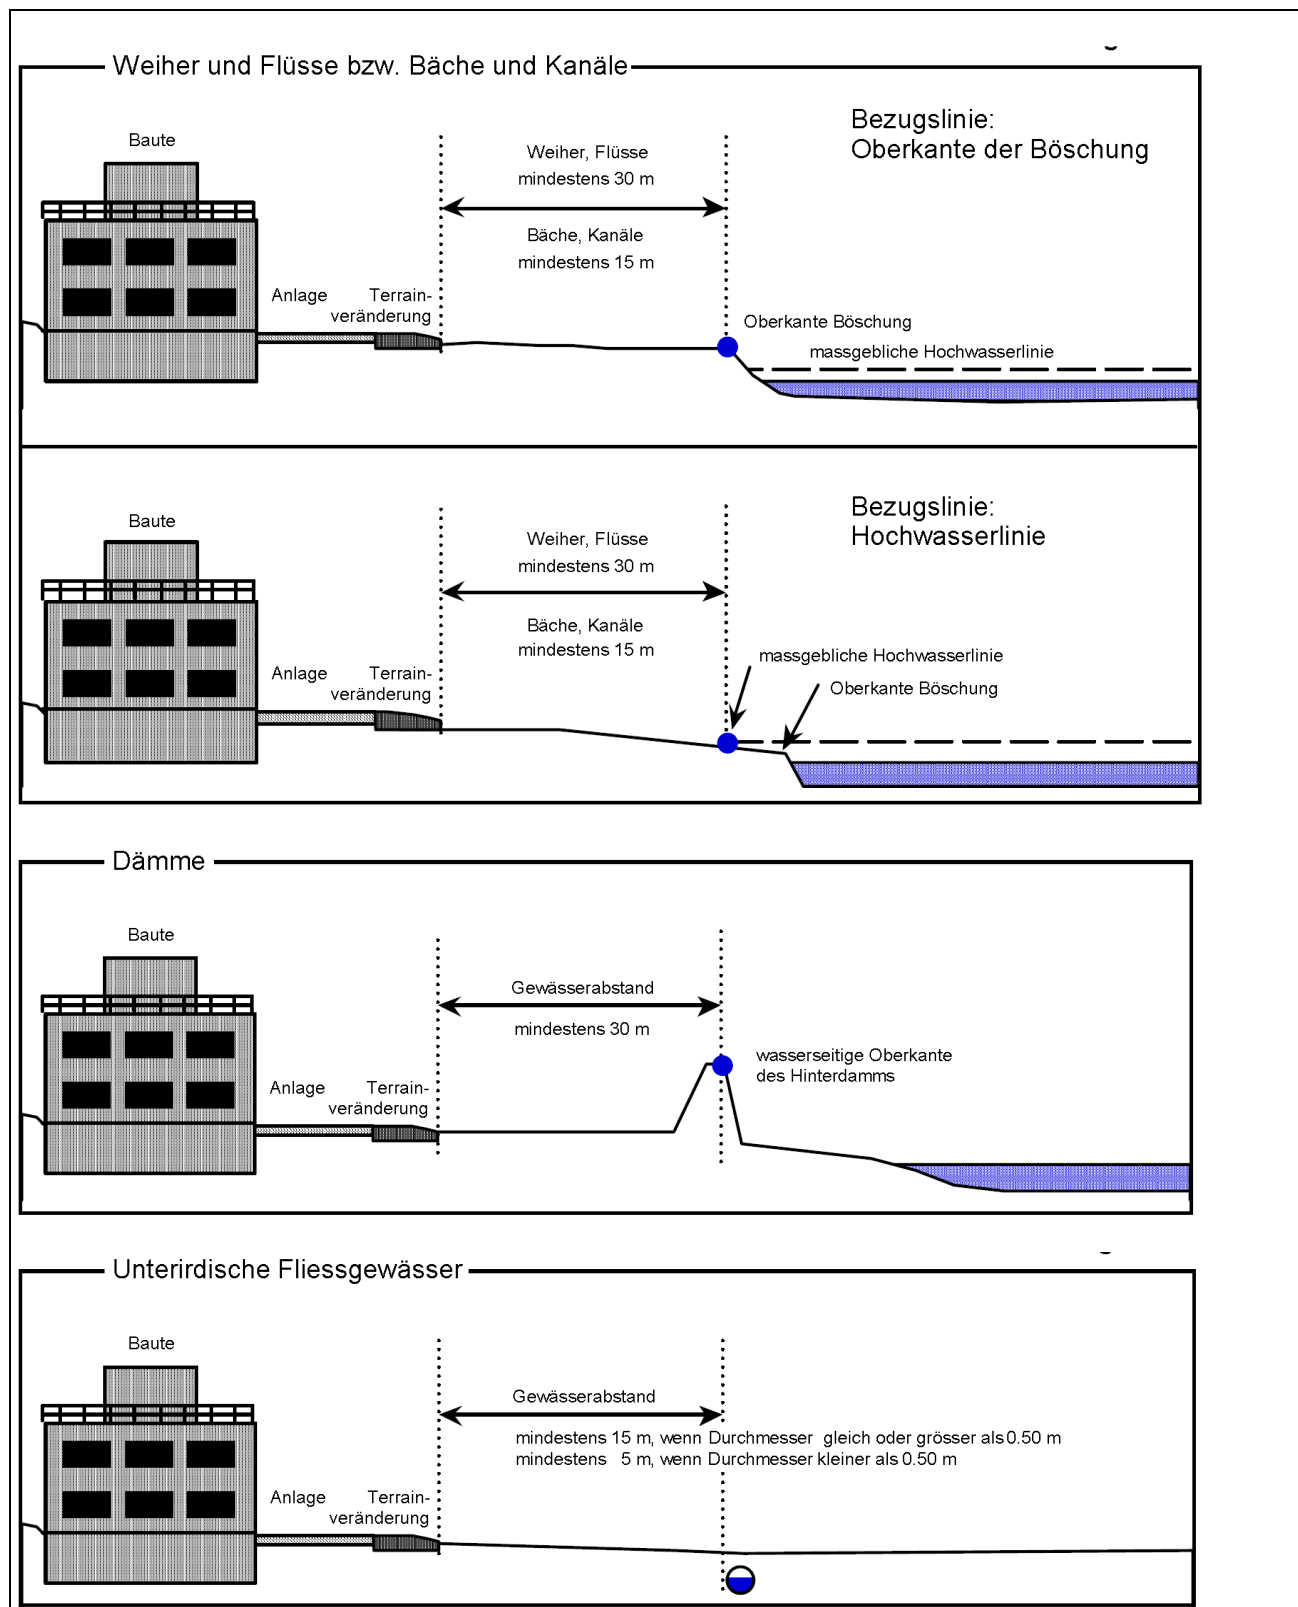 Weiher und Flüsse bzw. Bäche und Kanäle
Baute
Weiher, Flüsse
mindestens 30 m
Bäche, Kanäle
mindestens 15 m
Bezugslinie:
Oberkante der Böschung
Anlage
Terrain-
veränderung
Oberkante Böschung
massgebliche Hochwasserlinie
Baute
Weiher, Flüsse
mindestens 30 m
Bäche, Kanäle
mindestens 15 m
Bezugslinie:
Hochwasserlinie
Anlage
Terrain-
veränderung
massgebliche Hochwasserlinie
Oberkante Böschung
Dämme
Baute
Gewässerabstand
mindestens 30 m
wasserseitige Oberkante
des Hinterdamms
Anlage
Terrain-
veränderung
Unterirdische Fliessgewässer
Baute
Gewässerabstand
mindestens 15 m, wenn Durchmesser gleich oder grösser als 0.50 m
mindestens 5 m, wenn Durchmesser kleiner als 0.50 m
Anlage
Terrain-
veränderung